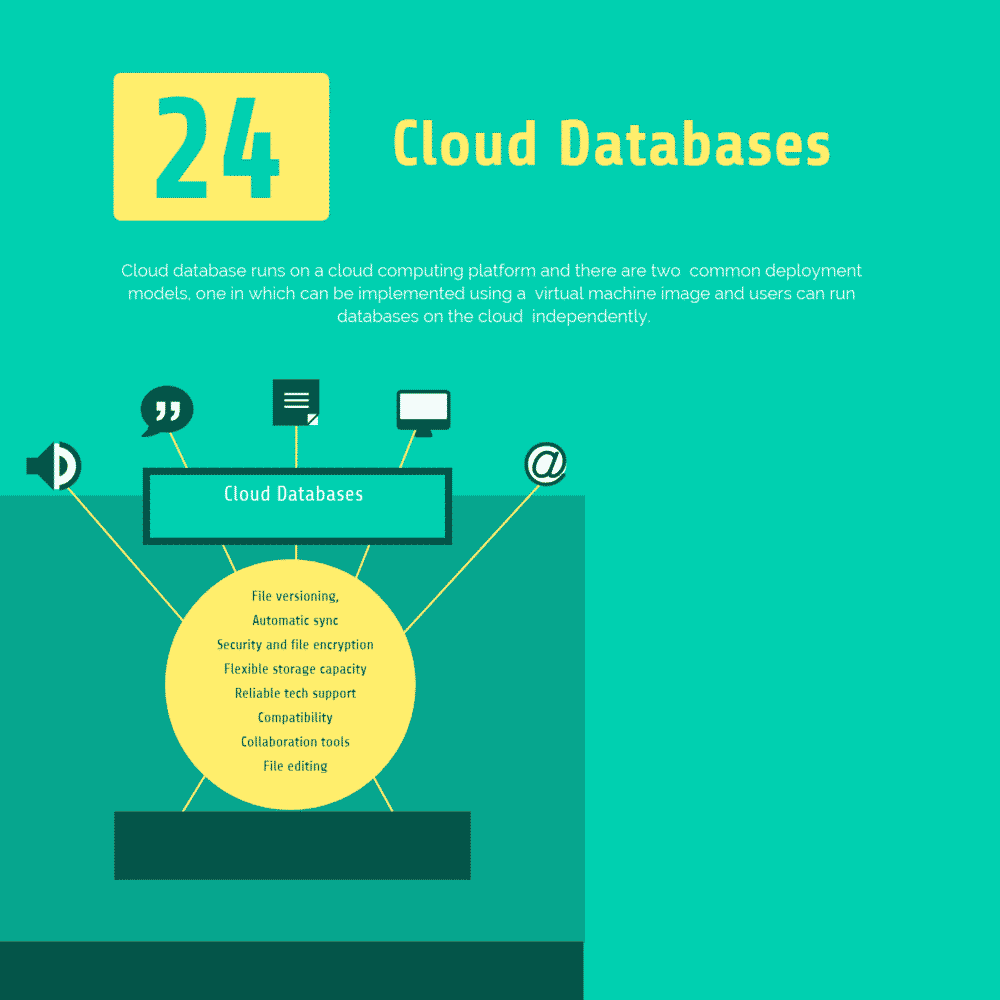 24
Cloud Databases
Cloud database runs on a cloud computing platform and there are two common deployment
models, one in which can be implemented using a virtual machine image and users can run
databases on the cloud independently.
Cloud Databases
File versioning,
Automatic sync
Security and file encryption
Flexible storage capacity
Reliable tech support
Compatibility
Collaboration tools
File editing